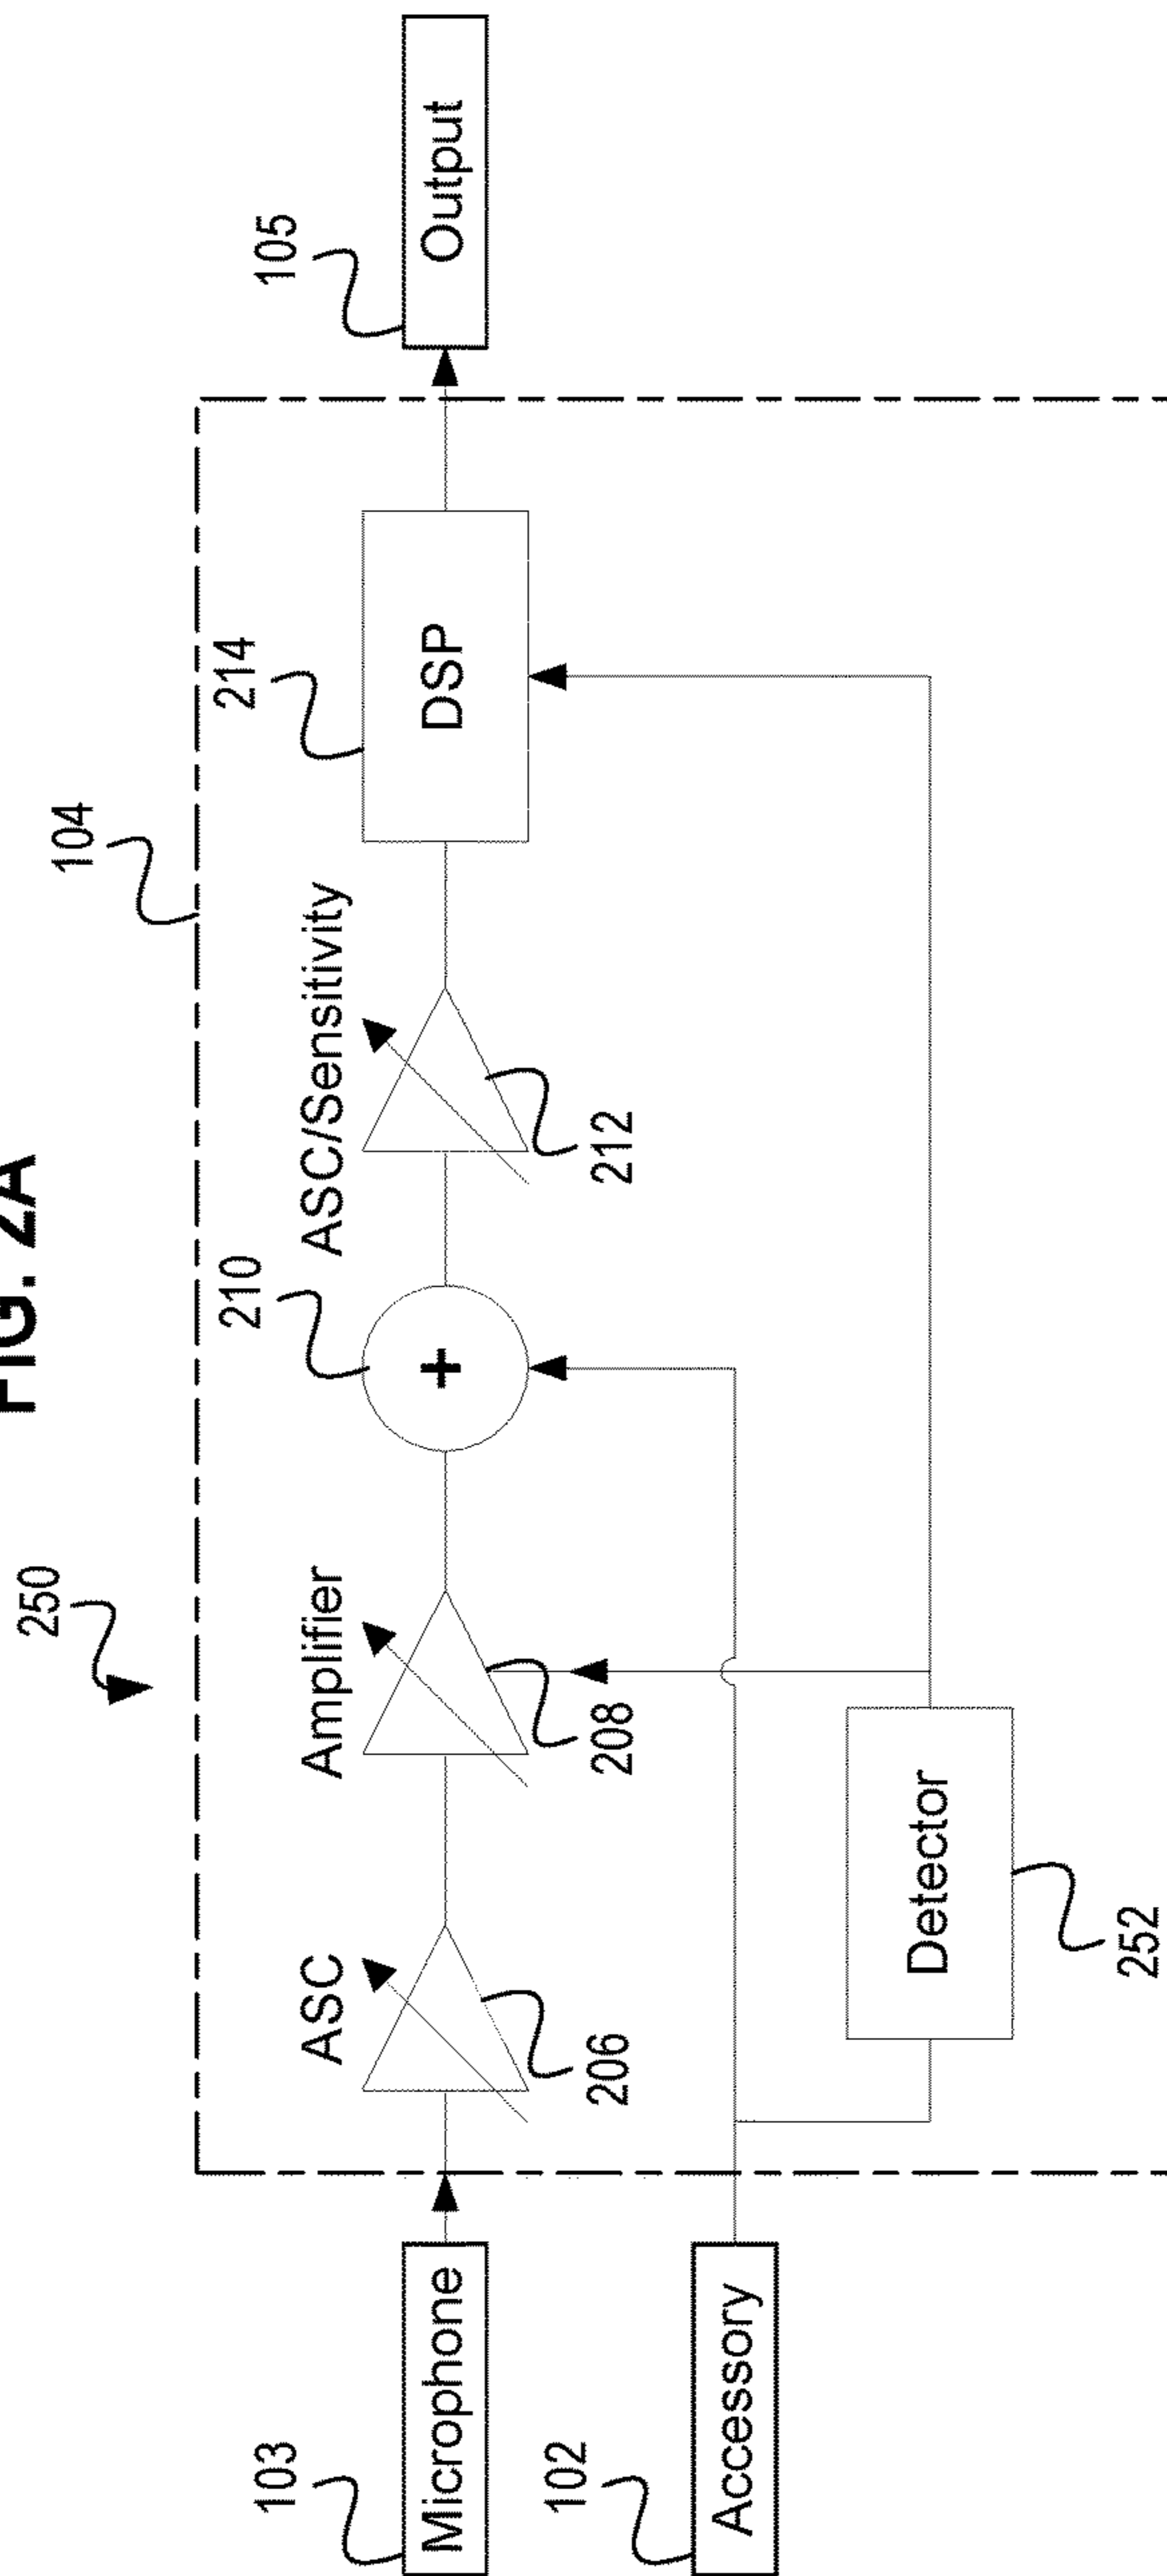 FIG. 2A
250
104
103
Microphone
ASC
206
Amplifier
208
210
+
ASC/Sensitivity
212
214
DSP
105
Output
102
Accessory
Detector
252